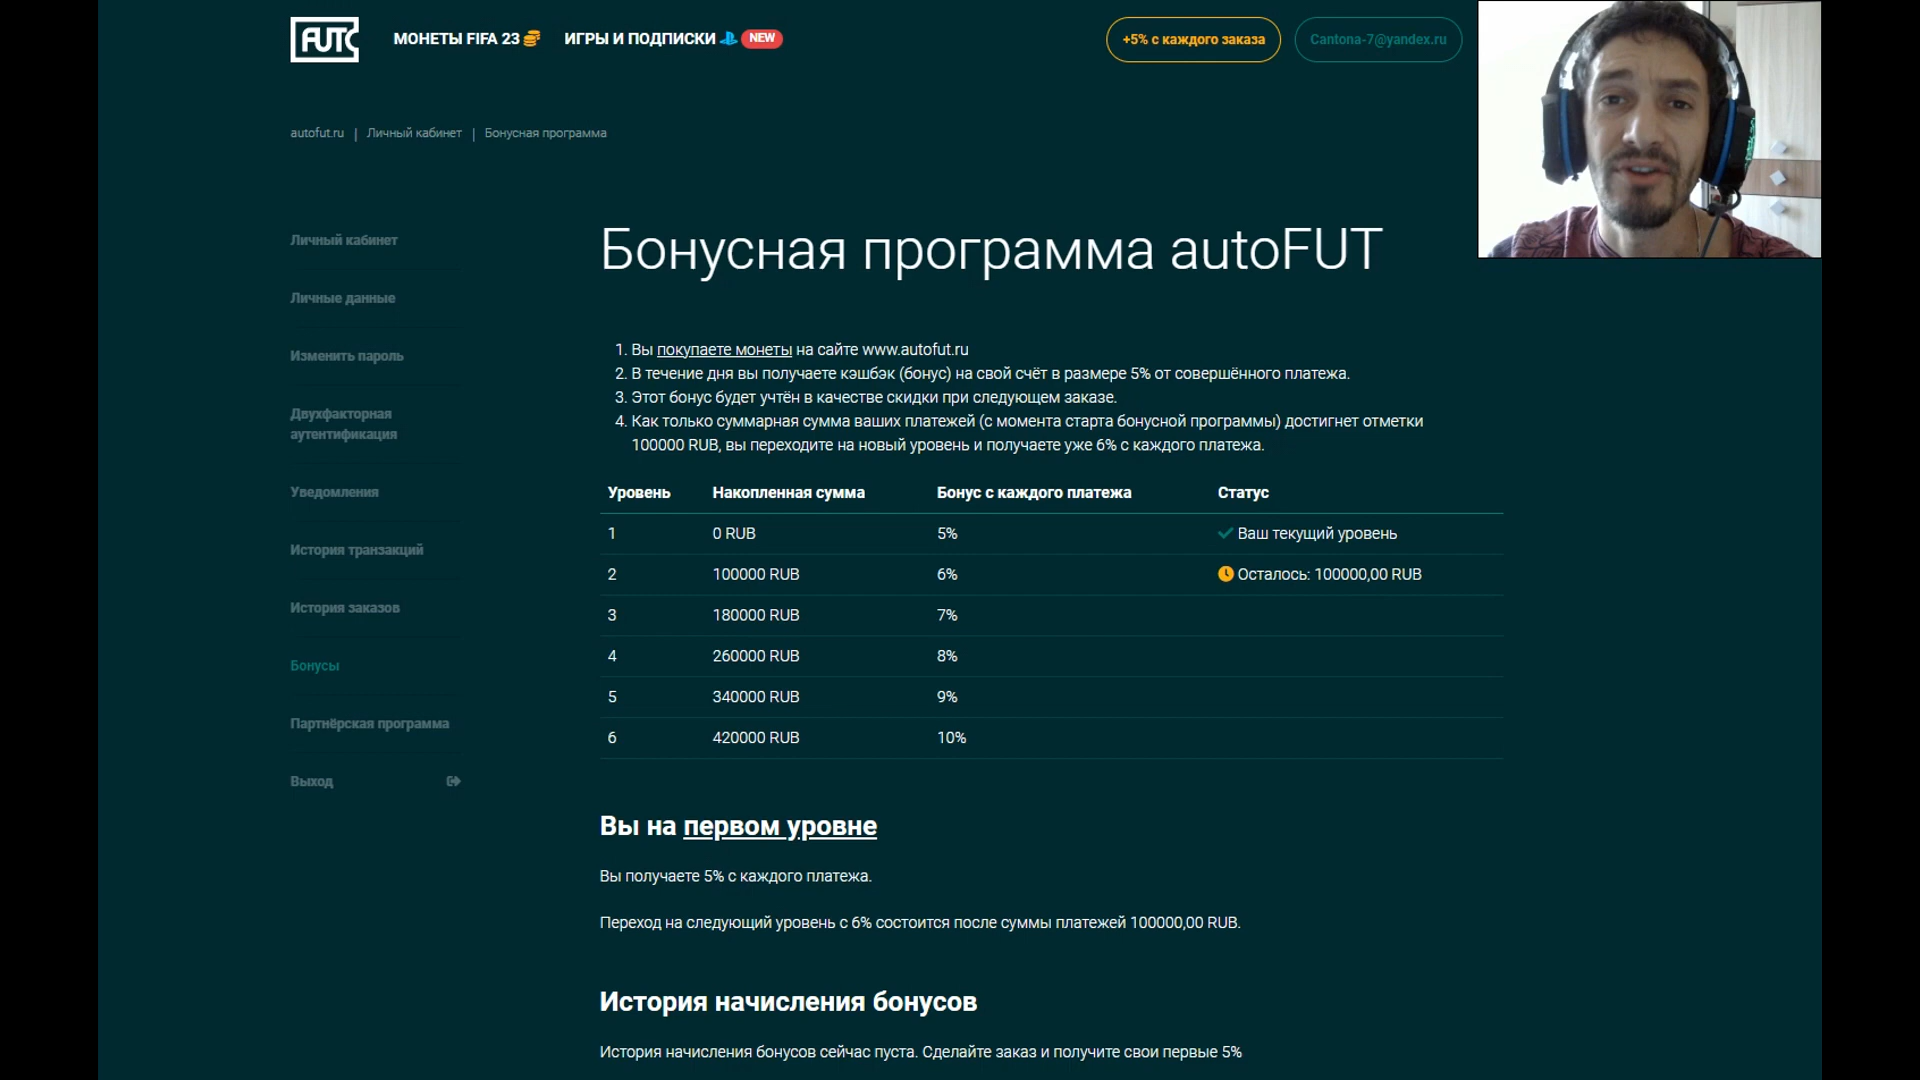 FUT
МОНЕТЫ FIFA 23
ИГРЫ И ПОДПИСКИ NEW
+5% с каждого заказа
Cantona-7@yandex.ru
autofut.ru | Личный кабинет | Бонусная программа
Личный кабинет
Личные данные
Изменить пароль
Двухфакторная
аутентификация
Уведомления
История транзакций
История заказов
Бонусы
Партнёрская программа
Выход
Бонусная программа autoFUT
1. Вы покупаете монеты на сайте www.autofut.ru
2. В течение дня вы получаете кэшбэк (бонус) на свой счёт в размере 5% от совершённого платежа.
3. Этот бонус будет учтён в качестве скидки при следующем заказе.
4. Как только суммарная сумма ваших платежей (с момента старта бонусной программы) достигнет отметки
100000 RUB, вы переходите на новый уровень и получаете уже 6% с каждого платежа.
Уровень Накопленная сумма Бонус с каждого платежа Статус
1 0 RUB 5% Ваш текущий уровень
2 100000 RUB 6% Осталось: 100000,00 RUB
3 180000 RUB 7%
4 260000 RUB 8%
5 340000 RUB 9%
6 420000 RUB 10%
Вы на первом уровне
Вы получаете 5% с каждого платежа.
Переход на следующий уровень с 6% состоится после суммы платежей 100000,00 RUB.
История начисления бонусов
История начисления бонусов сейчас пуста. Сделайте заказ и получите свои первые 5%